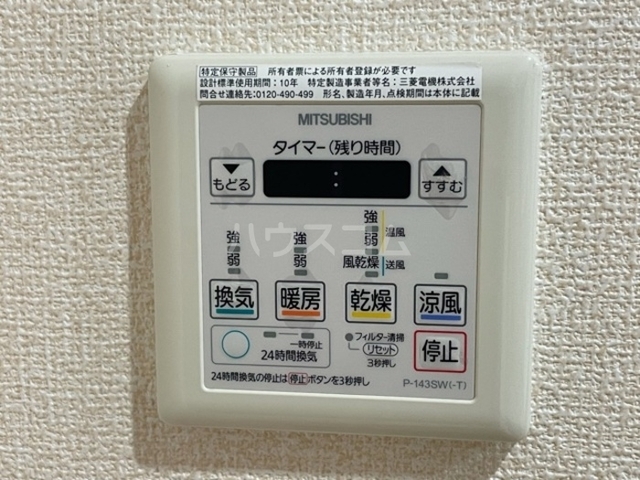 特定保守製品 所有者票による所有者登録が必要です
設計標準使用期間:10年 特定製造事業者等名:三菱電機株式会社
問合せ連絡先:0120-490-499 形名、製造年月、点検期間は本体に記載
MITSUBISHI
タイマー(残り時間)
▼ もどる
:
▲ すすむ
強
弱
強
弱
強
弱
温風
風乾燥
送風
ハウスコム
換気
暖房
乾燥
涼風
一時停止
24時間換気
フィルター清掃
リセット
3秒押し
停止
24時間換気の停止は 停止 ボタンを3秒押し
P-143SW(-T)